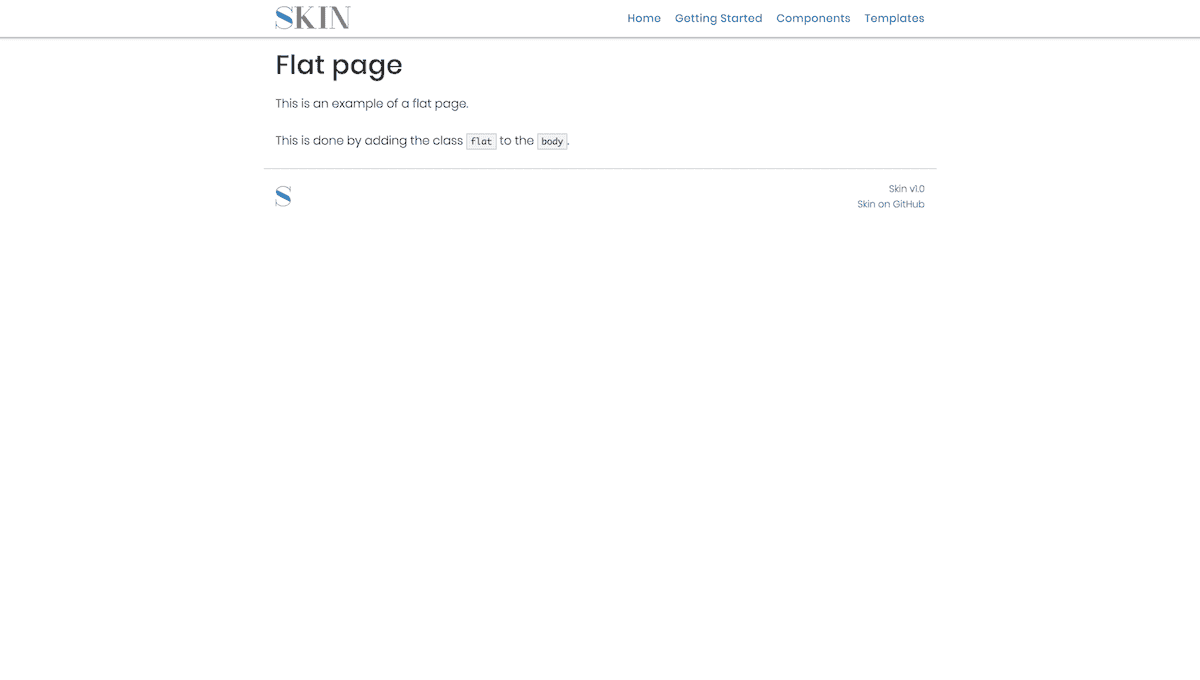 SKIN
Home Getting Started Components Templates
Flat page
This is an example of a flat page.
This is done by adding the class flat to the body.
S
Skin v1.0
Skin on GitHub